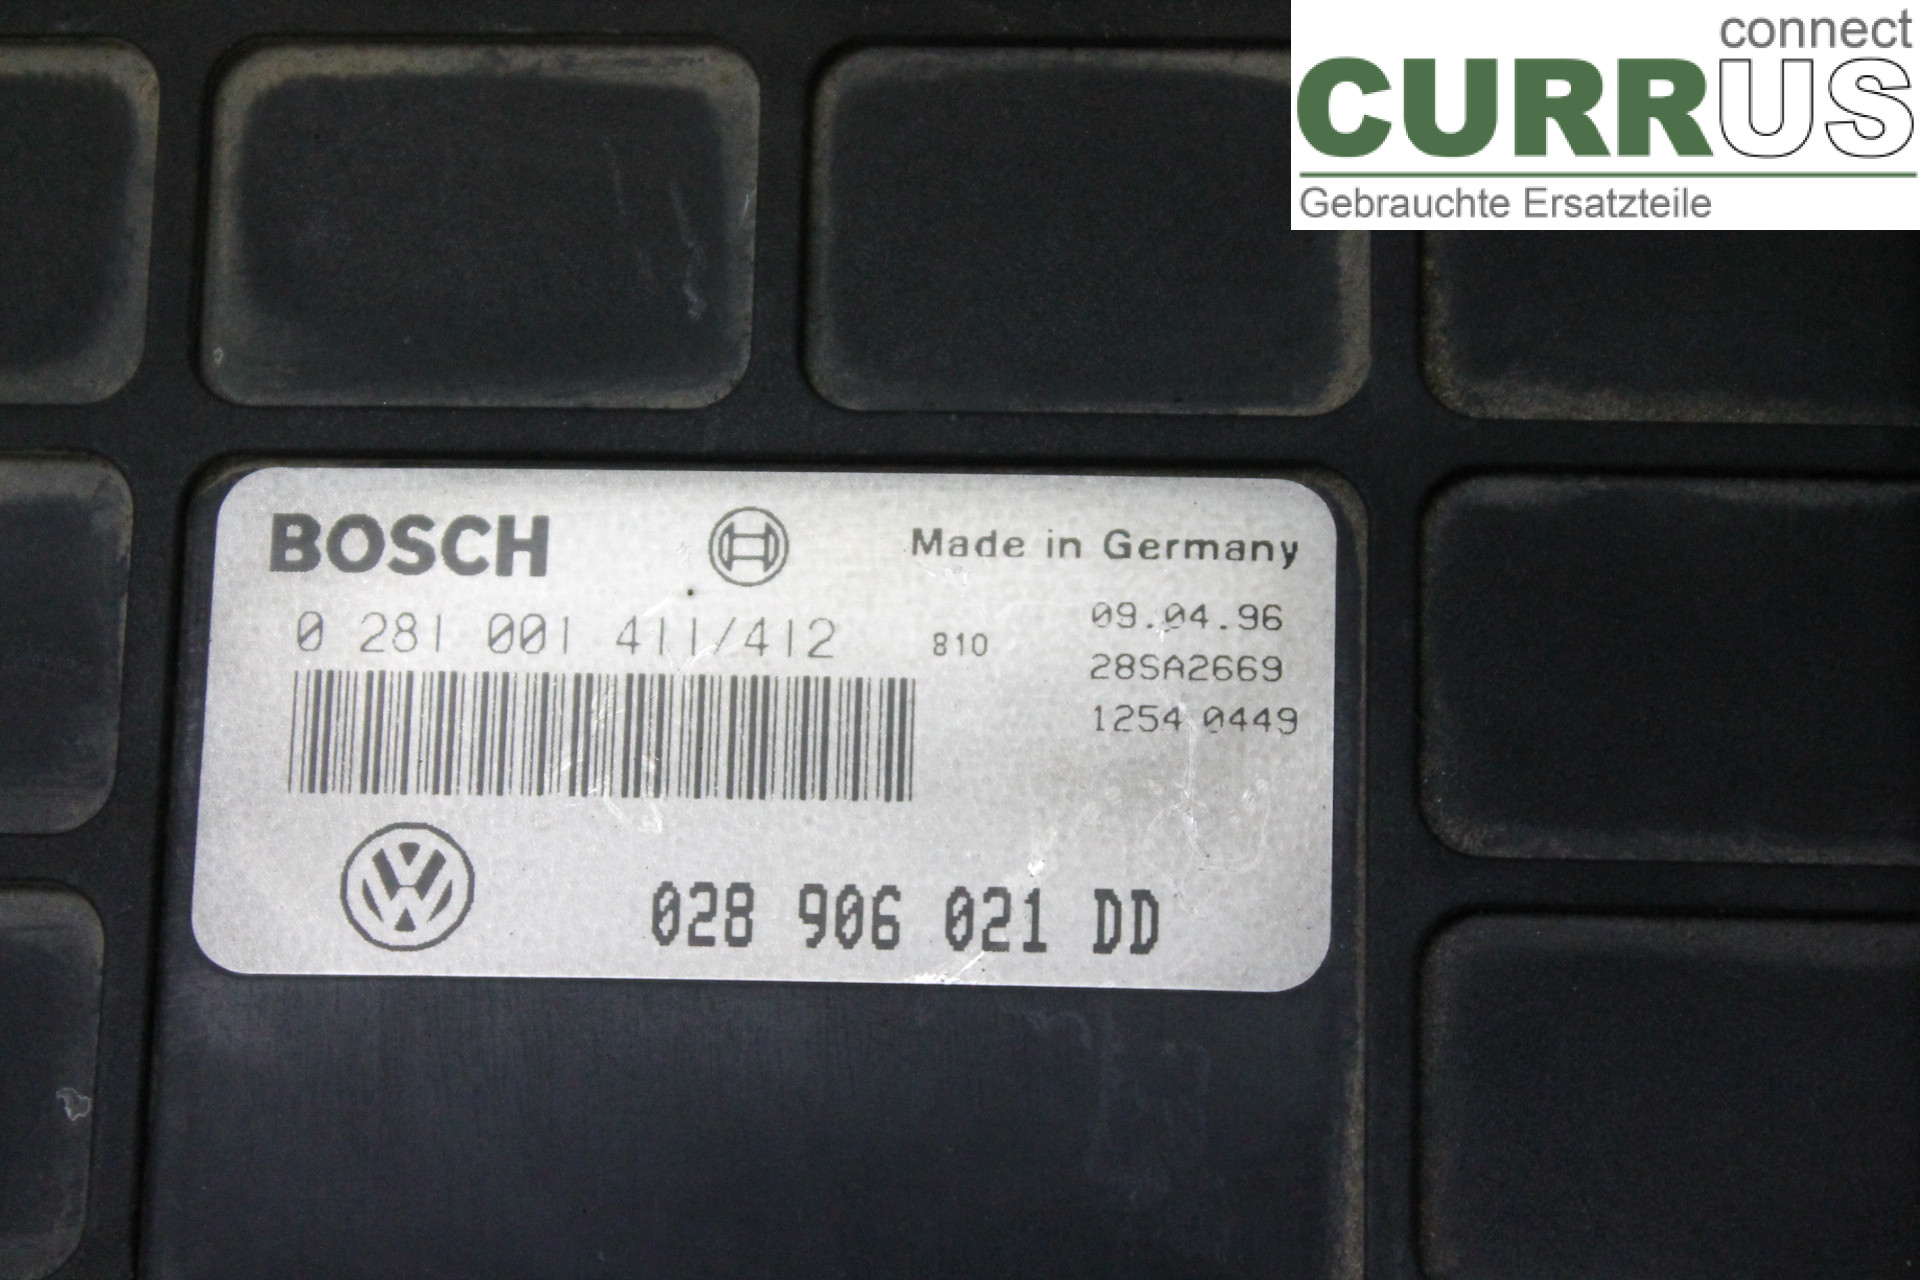 connect
CURRUS
Gebrauchte Ersatzteile
BOSCH Made in Germany
0 281 001 411/412 810 09.04.96
28SA2669
1254 0449
028 906 021 DD